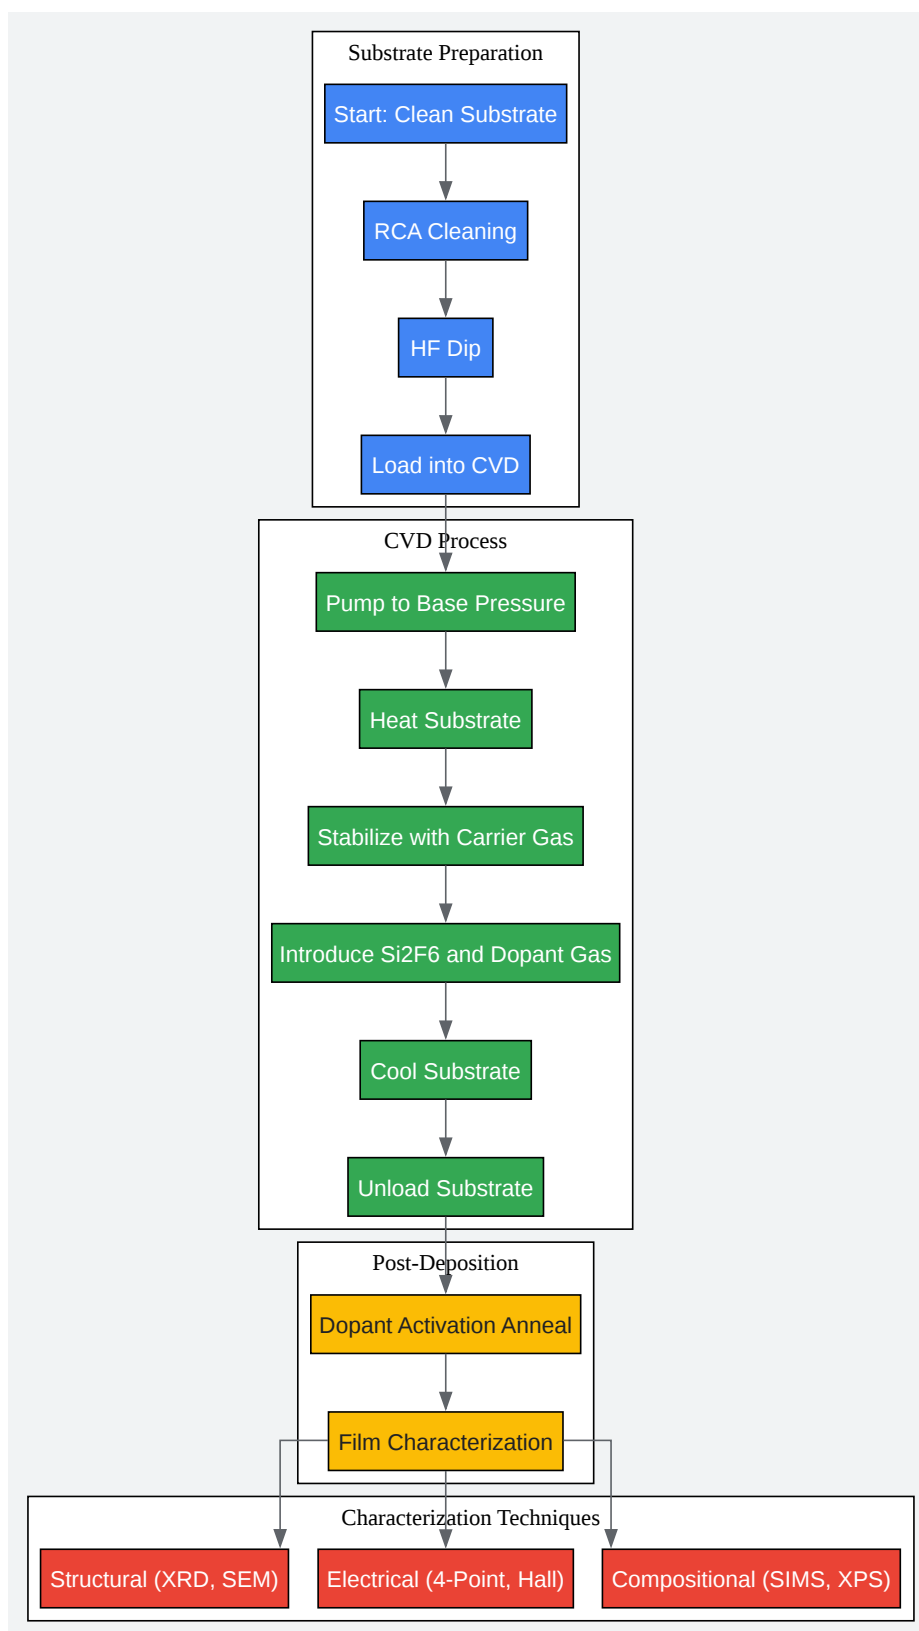 Substrate Preparation
Start: Clean Substrate
RCA Cleaning
HF Dip
Load into CVD
CVD Process
Pump to Base Pressure
Heat Substrate
Stabilize with Carrier Gas
Introduce Si2F6 and Dopant Gas
Cool Substrate
Unload Substrate
Post-Deposition
Dopant Activation Anneal
Film Characterization
Characterization Techniques
Structural (XRD, SEM)
Electrical (4-Point, Hall)
Compositional (SIMS, XPS)